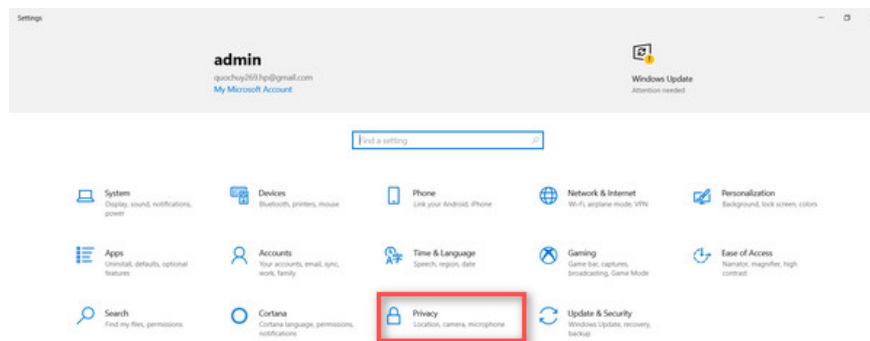 Settings
admin
quochuy269.hp@gmail.com
My Microsoft Account
Windows Update
Attention needed
Find a setting
System
Display, sound, notifications,
power
Devices
Bluetooth, printers, mouse
Phone
Link your Android, iPhone
Network & Internet
Wi-Fi, airplane mode, VPN
Personalization
Background, lock screen, colors
Apps
Uninstall, defaults, optional
features
Accounts
Your accounts, email, sync,
work, family
Time & Language
Speech, region, date
Gaming
Game bar, captures,
broadcasting, Game Mode
Ease of Access
Narrator, magnifier, high
contrast
Search
Find my files, permissions
Cortana
Cortana language, permissions,
notifications
Privacy
Location, camera, microphone
Update & Security
Windows Update, recovery,
backup